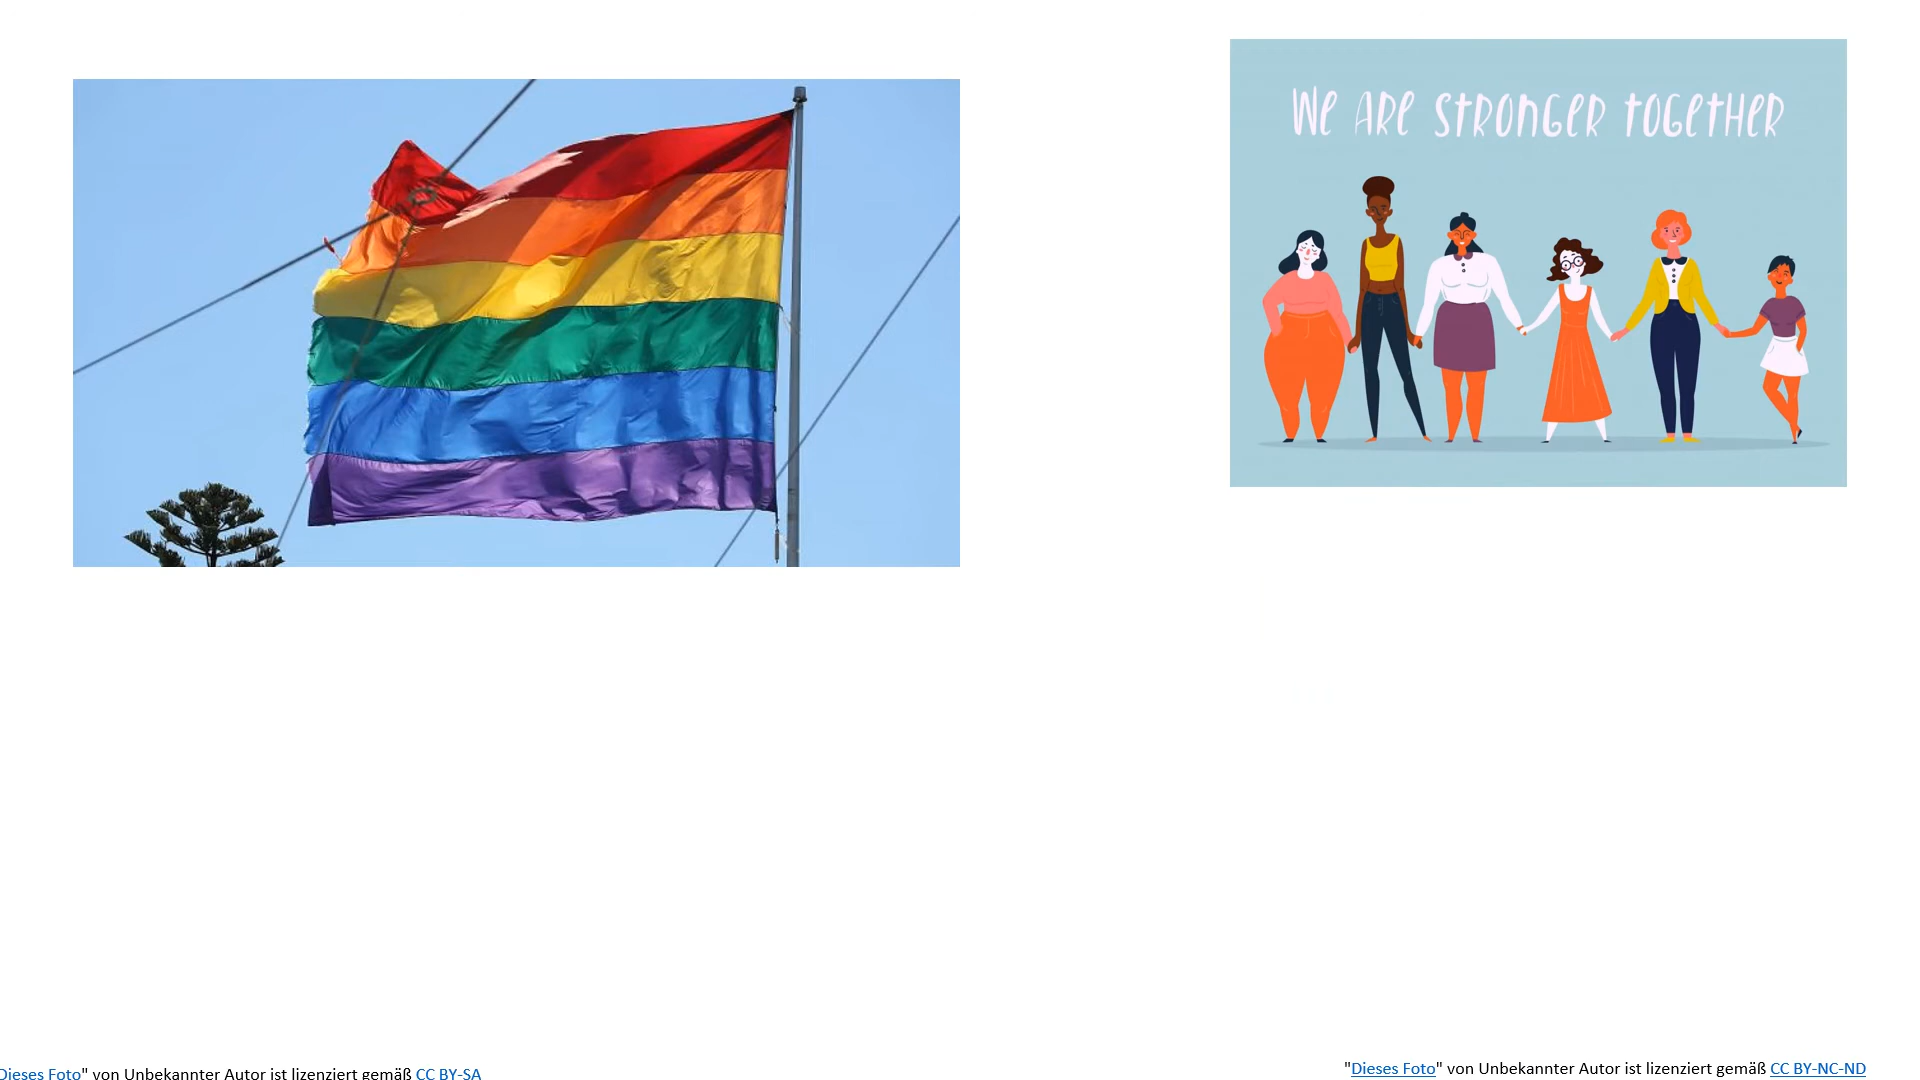 WE ARE STRONGER TOGETHER
Dieses Foto" von Unbekannter Autor ist lizenziert gemäß CC BY-SA
"Dieses Foto" von Unbekannter Autor ist lizenziert gemäß CC BY-NC-ND